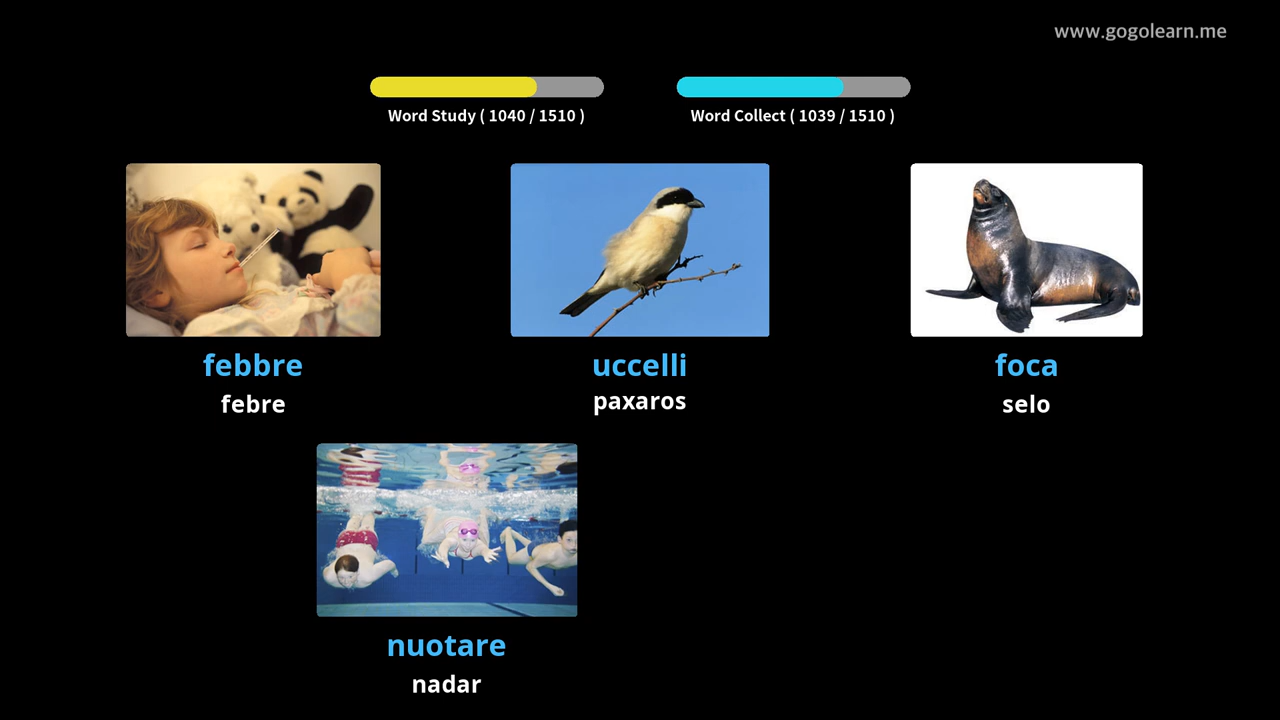 www.gogolearn.me
Word Study ( 1040 / 1510 )
Word Collect ( 1039 / 1510 )
febbre
febre
uccelli
paxaros
foca
selo
nuotare
nadar